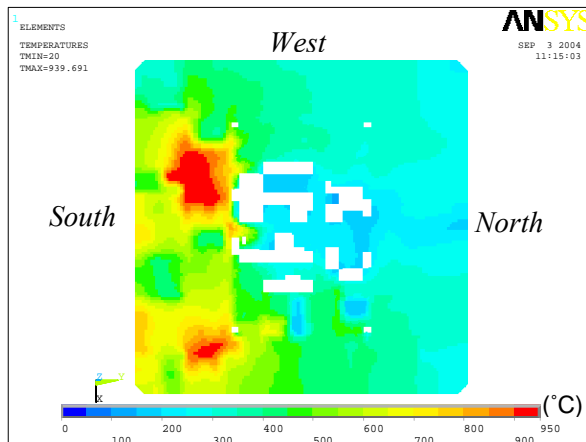 1
ELEMENTS
TEMPERATURES
TMIN=20
TMAX=939.691
ANSYS
SEP 3 2004
11:15:03
West
South
North
Z Y
X
(°C)
0 200 300 400 500 600 700 800 950
100 900